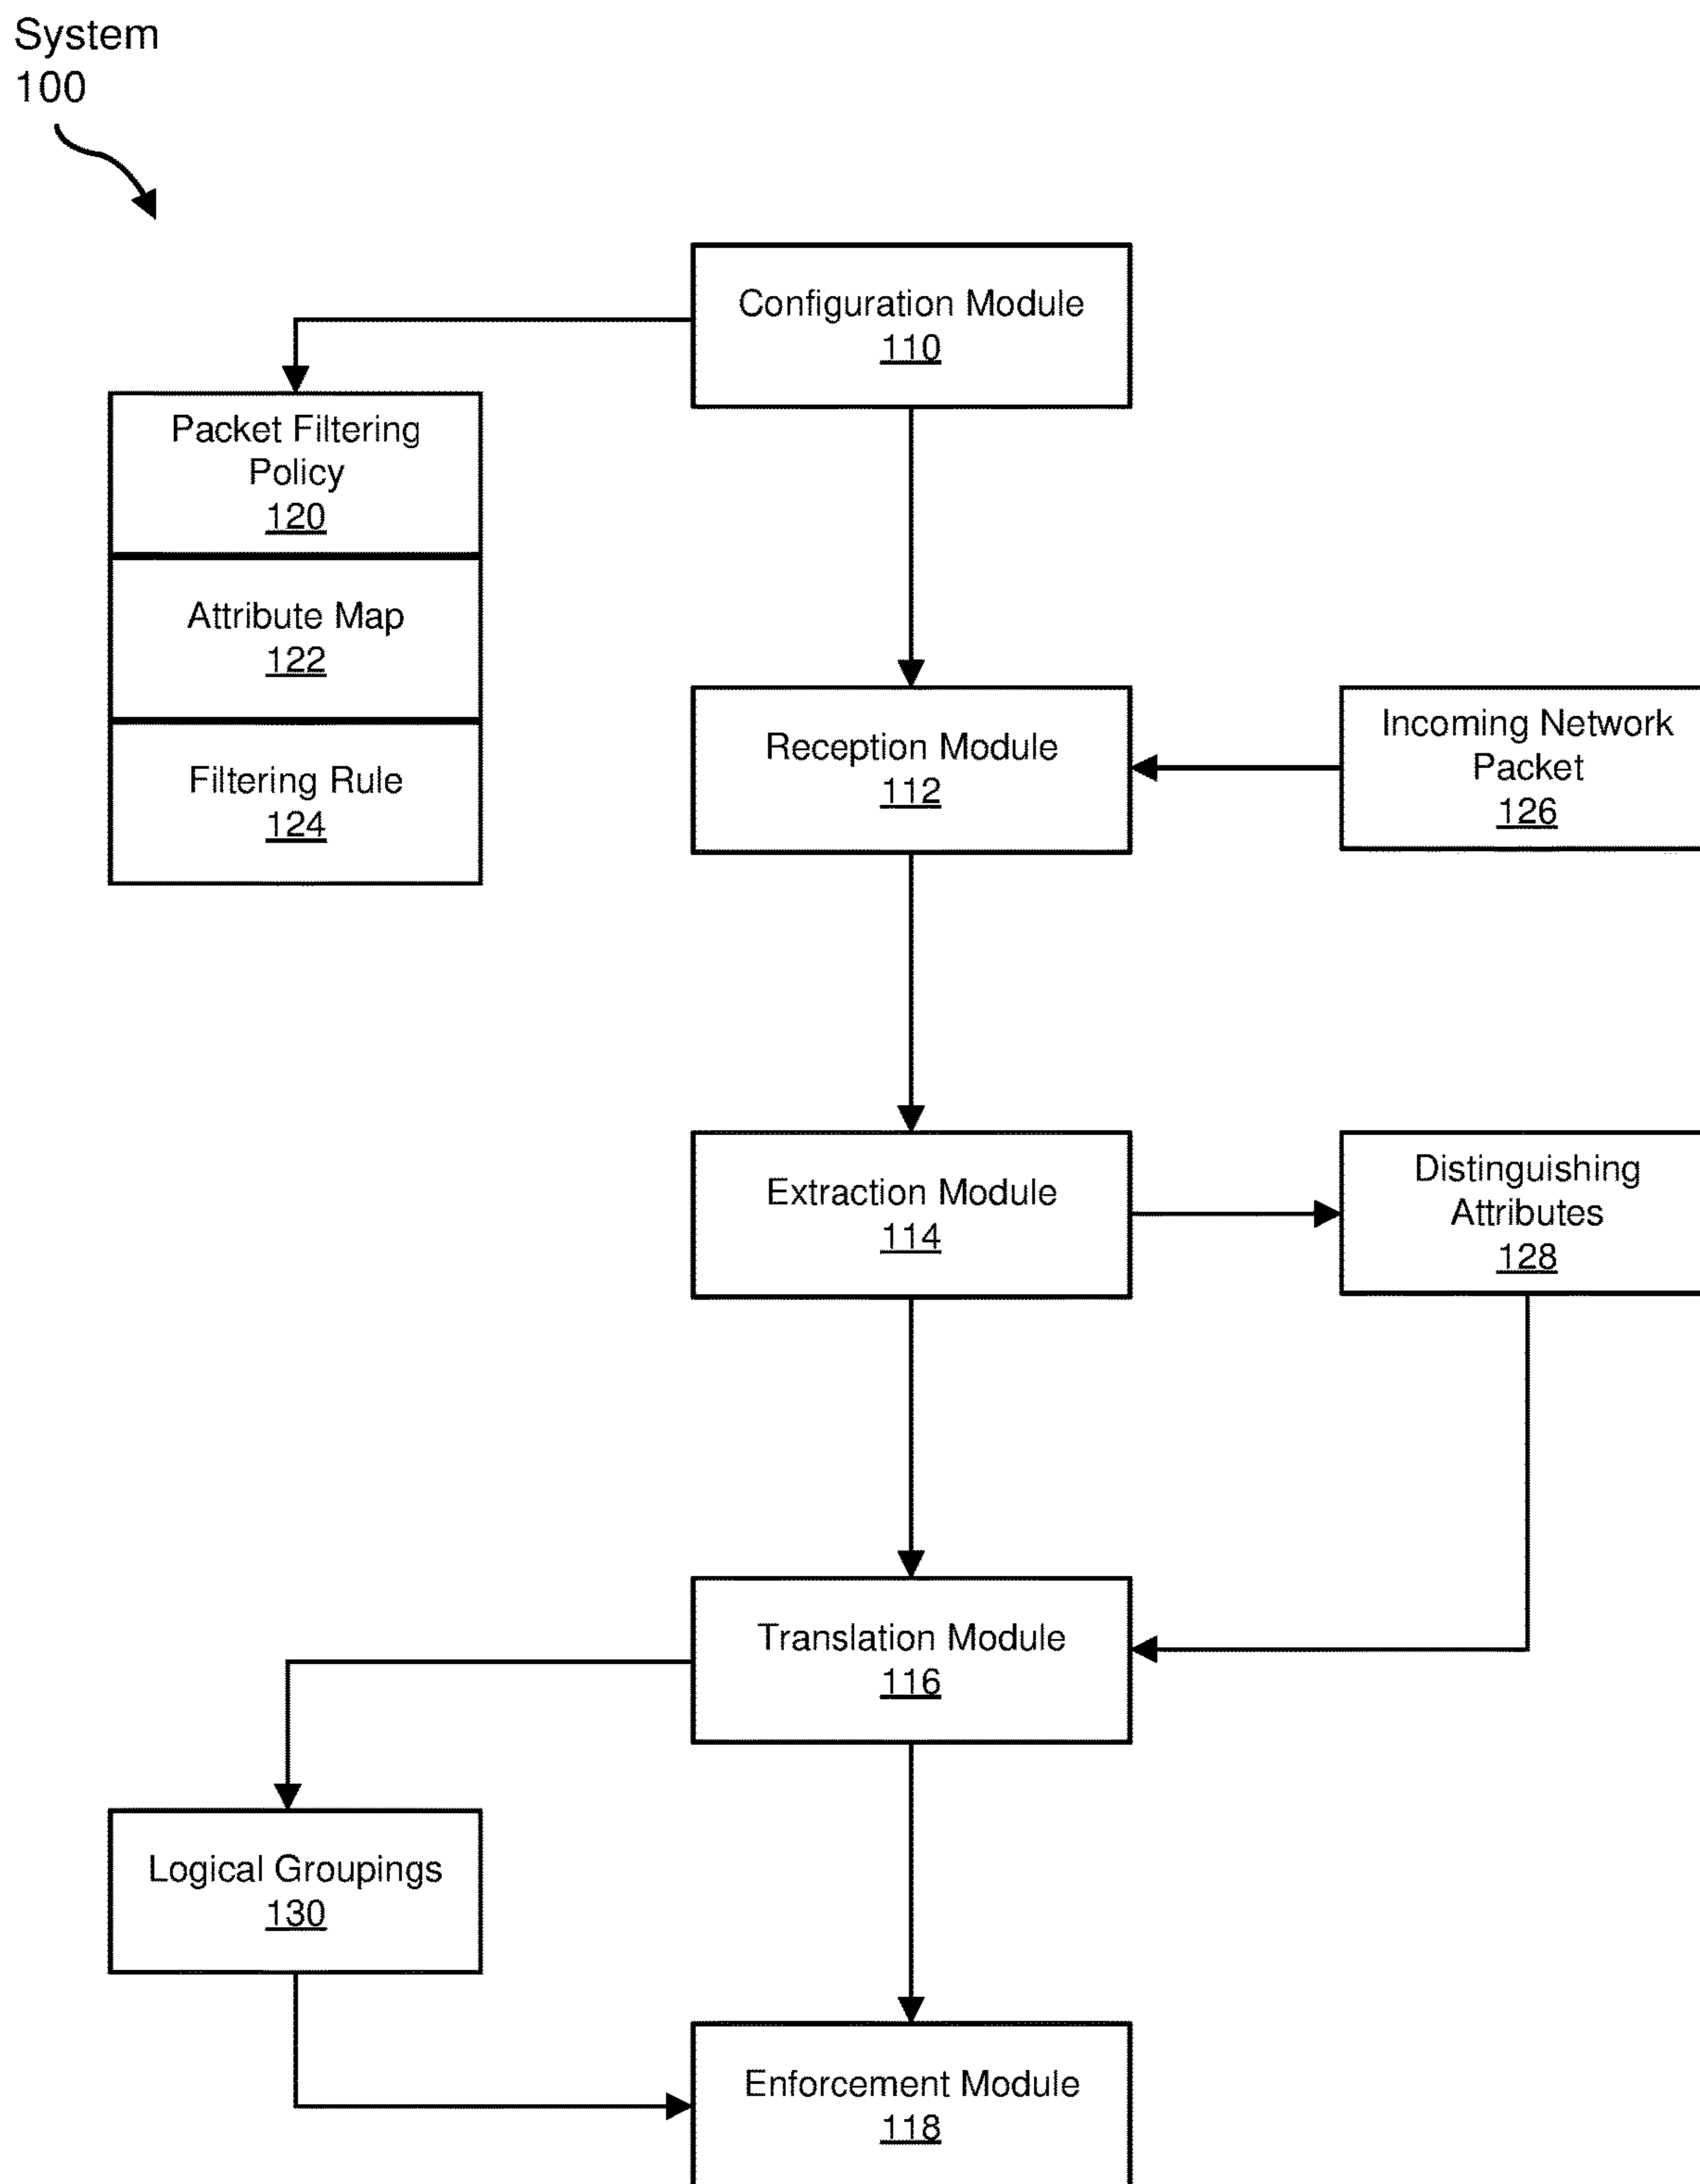 System
100
Configuration Module
110
Packet Filtering
Policy
120
Attribute Map
122
Filtering Rule
124
Reception Module
112
Incoming Network
Packet
126
Extraction Module
114
Distinguishing
Attributes
128
Translation Module
116
Logical Groupings
130
Enforcement Module
118